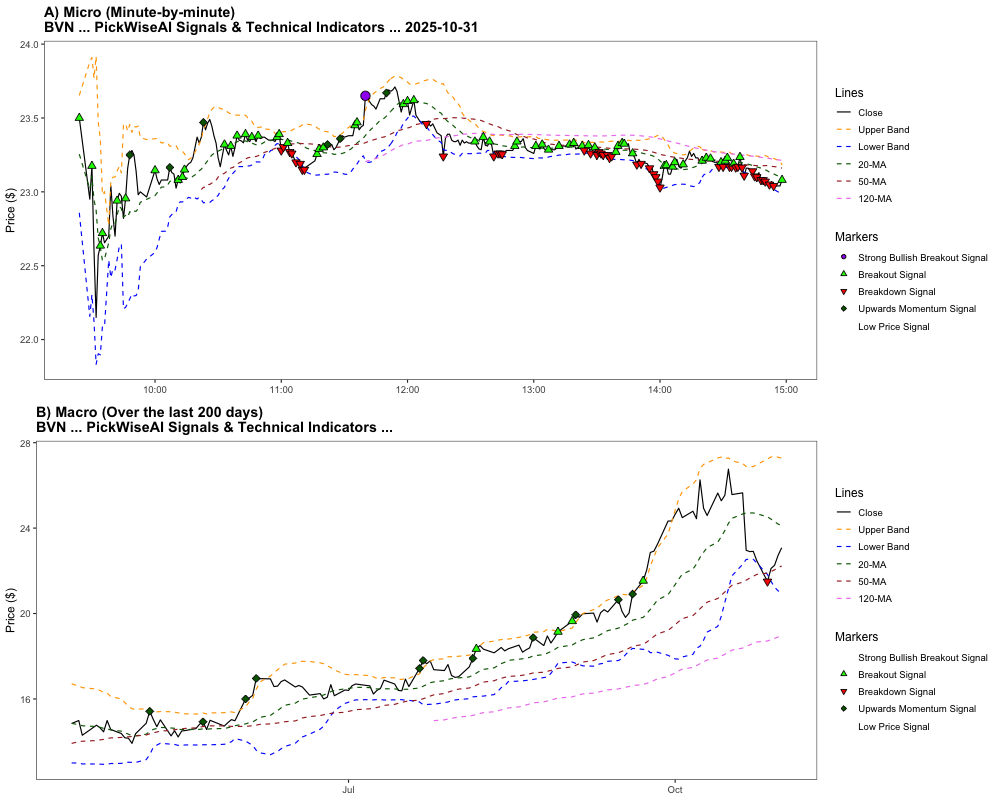 A) Micro (Minute-by-minute)
BVN ... PickWiseAI Signals & Technical Indicators ... 2025-10-31
24.0
23.5
23.0
22.5
22.0
Price ($)
10:00
11:00
12:00
13:00
14:00
15:00
Lines
Close
Upper Band
Lower Band
20-MA
50-MA
120-MA
Markers
Strong Bullish Breakout Signal
Breakout Signal
Breakdown Signal
Upwards Momentum Signal
Low Price Signal
B) Macro (Over the last 200 days)
BVN ... PickWiseAI Signals & Technical Indicators ...
28
24
20
16
Price ($)
Jul
Oct
Lines
Close
Upper Band
Lower Band
20-MA
50-MA
120-MA
Markers
Strong Bullish Breakout Signal
Breakout Signal
Breakdown Signal
Upwards Momentum Signal
Low Price Signal